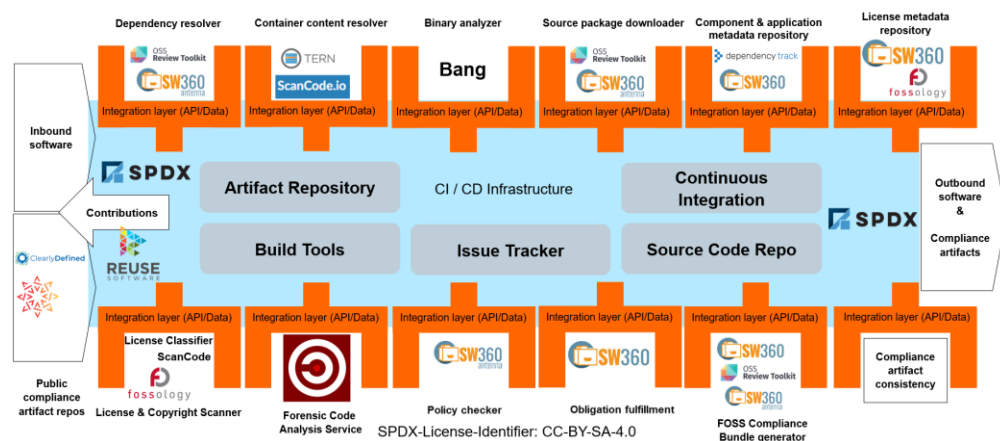 Dependency resolver
Container content resolver
Binary analyzer
Source package downloader
Component & application
metadata repository
License metadata
repository
OSS
Review Toolkit
SW360
antenna
TERN
ScanCode.io
Bang
OSS
Review Toolkit
SW360
antenna
dependency track
SW360
SW360
fossology
Integration layer (API/Data)
Integration layer (API/Data)
Integration layer (API/Data)
Integration layer (API/Data)
Integration layer (API/Data)
Integration layer (API/Data)
Inbound
software
SPDX
Contributions
ClearlyDefined
REUSE
SOFTWARE
Artifact Repository
CI / CD Infrastructure
Continuous
Integration
Build Tools
Issue Tracker
Source Code Repo
SPDX
Outbound
software
&
Compliance
artifacts
Integration layer (API/Data)
Integration layer (API/Data)
Integration layer (API/Data)
Integration layer (API/Data)
Integration layer (API/Data)
Integration layer (API/Data)
Public
compliance
artifact repos
License Classifier
ScanCode
fossology
License & Copyright Scanner
Forensic Code
Analysis Service
SW360
antenna
Policy checker
SW360
Obligation fulfillment
SW360
OSS
Review Toolkit
SW360
antenna
FOSS Compliance
Bundle generator
Compliance
artifact
consistency
SPDX-License-Identifier: CC-BY-SA-4.0